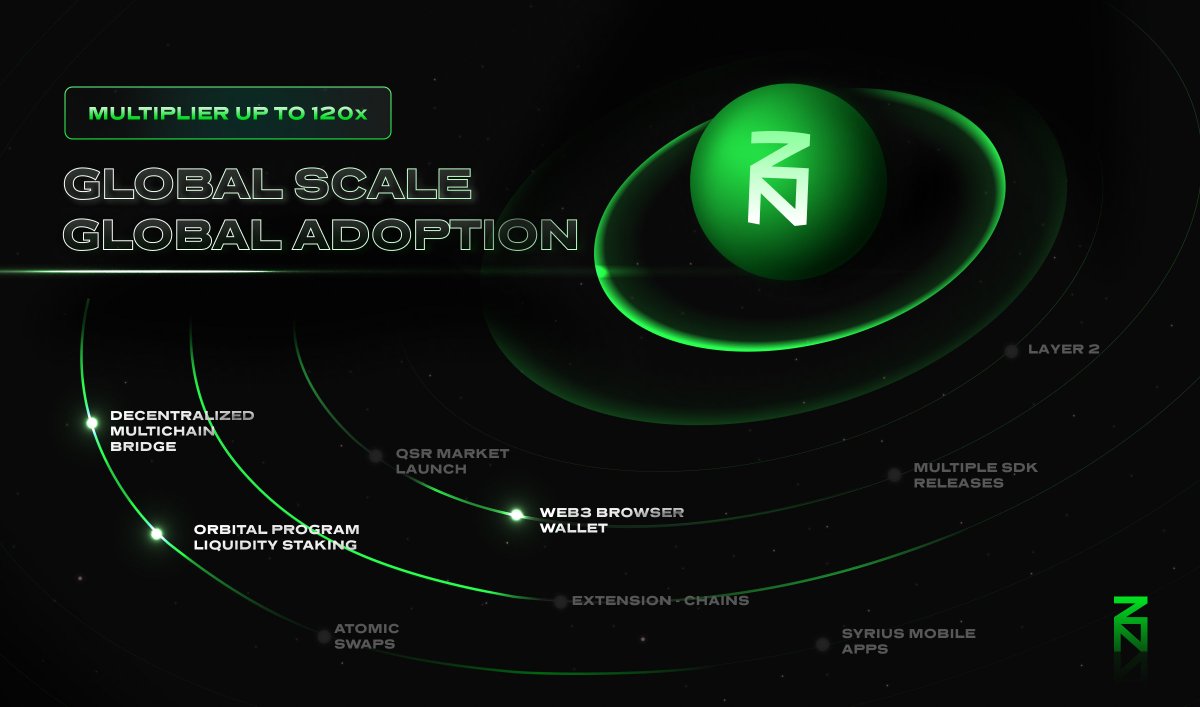 MULTIPLIER UP TO 120x
GLOBAL SCALE
GLOBAL ADOPTION
LAYER 2
DECENTRALIZED
MULTICHAIN
BRIDGE
QSR MARKET
LAUNCH
MULTIPLE SDK
RELEASES
WEB3 BROWSER
WALLET
ORBITAL PROGRAM
LIQUIDITY STAKING
EXTENSION - CHAINS
ATOMIC
SWAPS
SYRIUS MOBILE
APPS